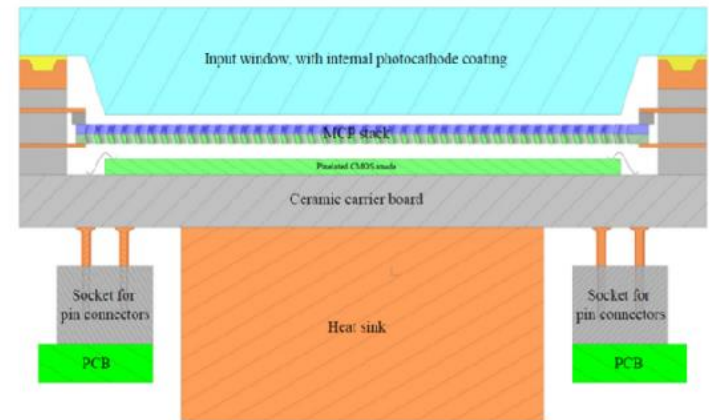 Input window, with internal photocathode coating
MCP stack
Pixelated CMOS anode
Ceramic carrier board
Socket for
pin connectors
Heat sink
Socket for
pin connectors
PCB
PCB